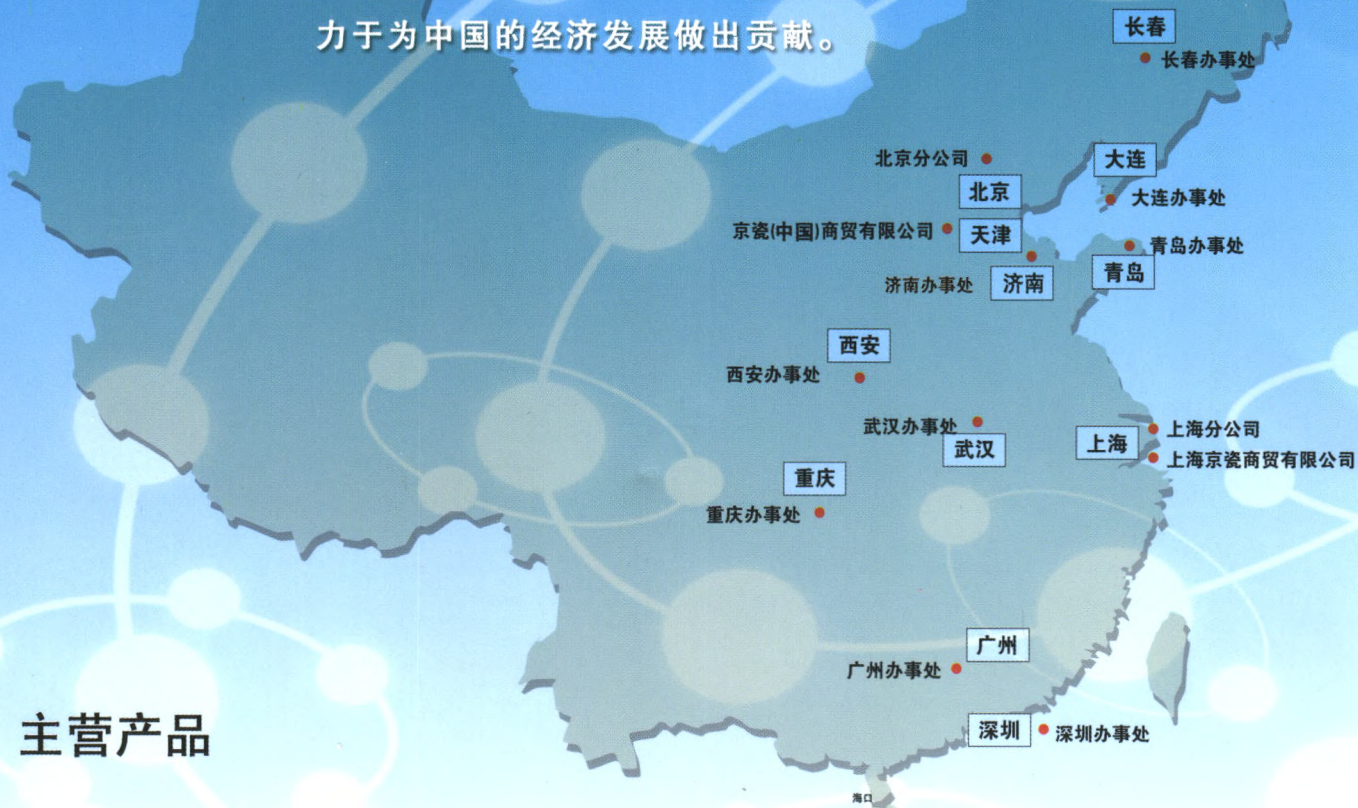 力于为中国的经济发展做出贡献。
长春
长春办事处
北京分公司
大连
北京
大连办事处
京瓷(中国)商贸有限公司
天津
青岛办事处
济南办事处
济南
青岛
西安
西安办事处
武汉办事处
武汉
上海
上海分公司
上海京瓷商贸有限公司
重庆
重庆办事处
广州
广州办事处
深圳
深圳办事处
主营产品
海口